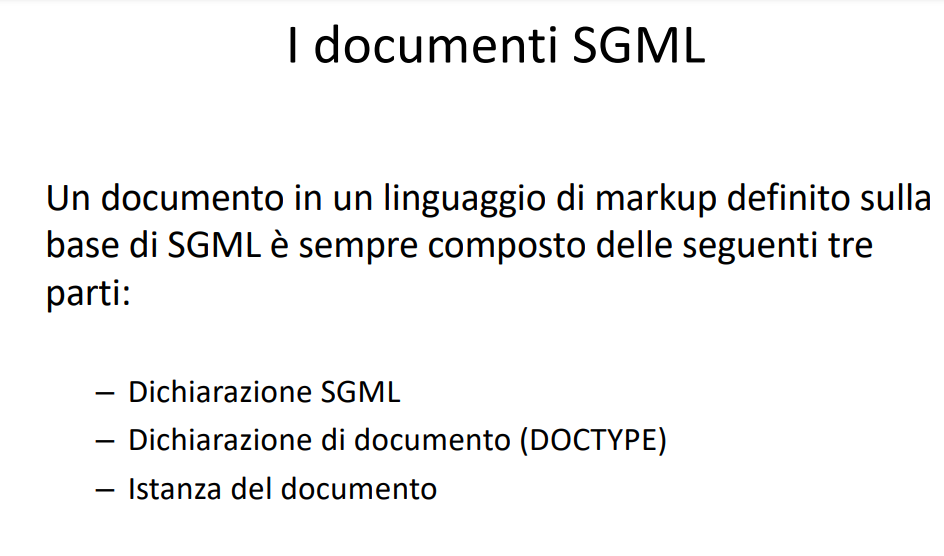 I documenti SGML
Un documento in un linguaggio di markup definito sulla
base di SGML è sempre composto delle seguenti tre
parti:
– Dichiarazione SGML
– Dichiarazione di documento (DOCTYPE)
– Istanza del documento